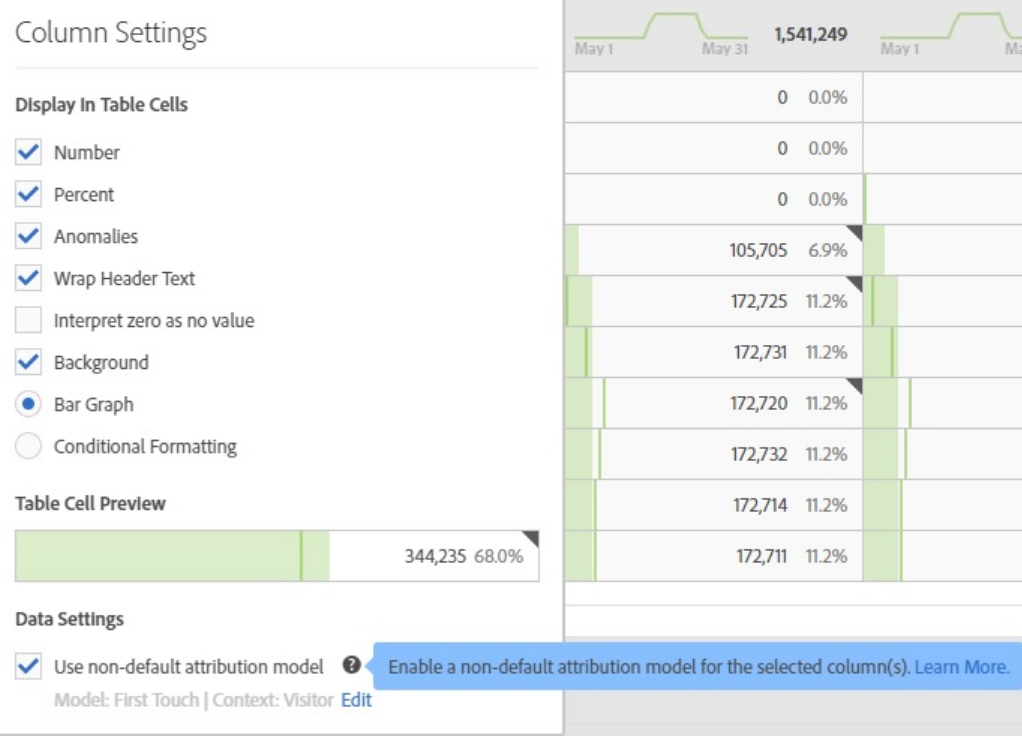 Column Settings
Display In Table Cells
Number
Percent
Anomalies
Wrap Header Text
Interpret zero as no value
Background
Bar Graph
Conditional Formatting
Table Cell Preview
344,235 68.0%
Data Settings
Use non-default attribution model ? Enable a non-default attribution model for the selected column(s). Learn More.
Model: First Touch | Context: Visitor Edit
May 1 May 31 1,541,249 May 1
0 0.0%
0 0.0%
0 0.0%
105,705 6.9%
172,725 11.2%
172,731 11.2%
172,720 11.2%
172,732 11.2%
172,714 11.2%
172,711 11.2%